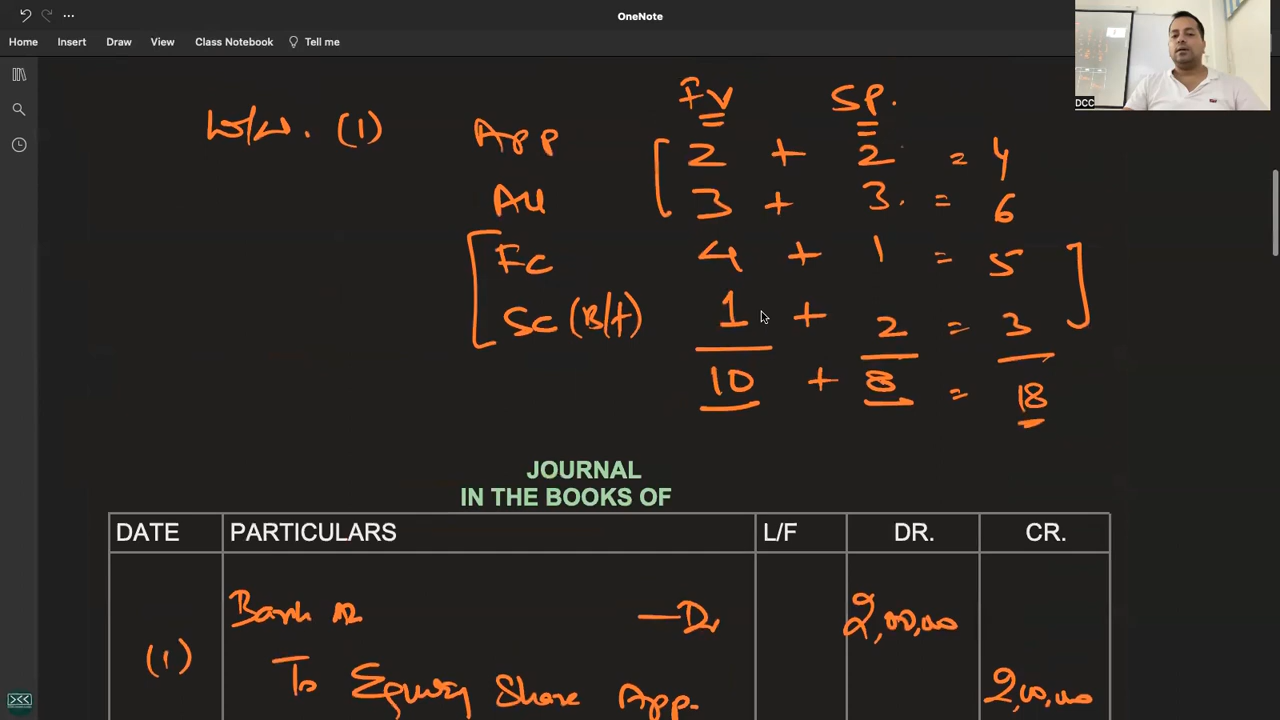 OneNote
Home Insert Draw View Class Notebook Tell me
DCC
FV SP.
W/W. (1) App 2 + 2 = 4
All 3 + 3. = 6
Fc 4 + 1 = 5
Sc (B/f) 1 + 2 = 3
10 + 8 = 18
JOURNAL
IN THE BOOKS OF
DATE PARTICULARS L/F DR. CR.
(1) Bank A/c —Dr 2,00,000
To Equity Share App. 2,00,000